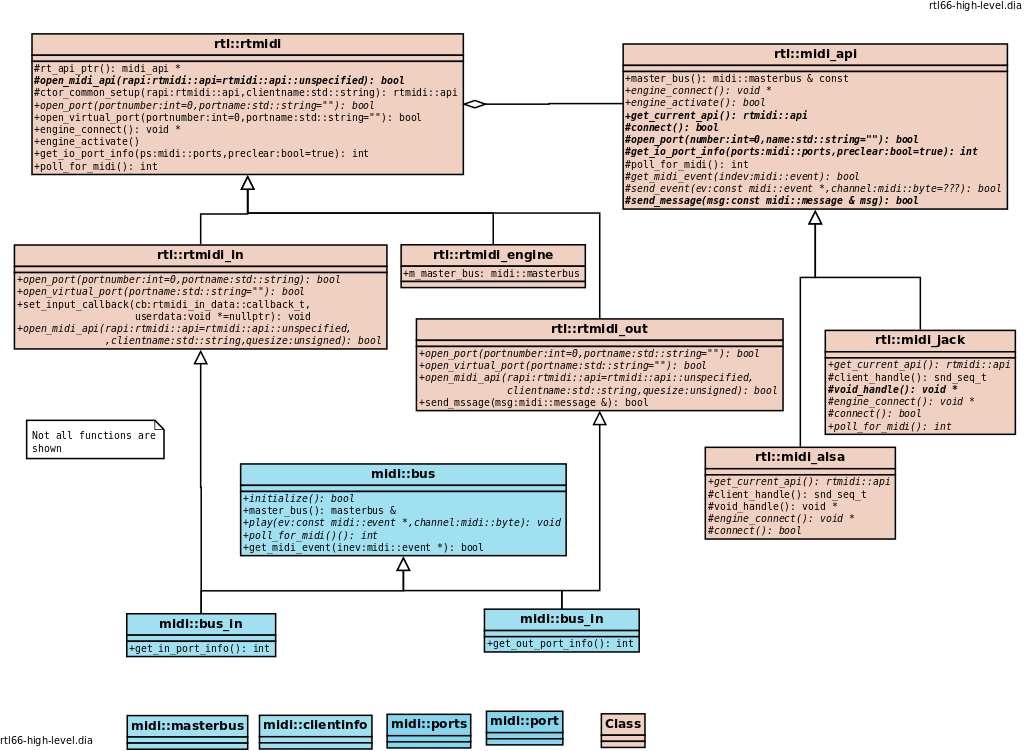 rtl66-high-level.dia
rtl::rtmidi
#rt_api_ptr(): midi_api *
#open_midi_api(rapi:rtmidi::api=rtmidi::api::unspecified): bool
#ctor_common_setup(rapi:rtmidi::api,clientname:std::string): rtmidi::api
+open_port(portnumber:int=0,portname:std::string=""): bool
+open_virtual_port(portnumber:int=0,portname:std::string=""): bool
+engine_connect(): void *
+engine_activate()
+get_io_port_info(ps:midi::ports,preclear:bool=true): int
+poll_for_midi(): int
rtl::midi_api
+master_bus(): midi::masterbus & const
+engine_connect(): void *
+engine_activate(): bool
+get_current_api(): rtmidi::api
#connect(): bool
#open_port(number:int=0,name:std::string=""): bool
#get_io_port_info(ports:midi::ports,preclear:bool=true): int
#poll_for_midi(): int
#get_midi_event(indev:midi::event): bool
#send_event(ev:const midi::event *,channel:midi::byte=???): bool
#send_message(msg:const midi::message & msg): bool
rtl::rtmidi_in
+open_port(portnumber:int=0,portname:std::string): bool
+open_virtual_port(portname:std::string=""): bool
+set_input_callback(cb:rtmidi_in_data::callback_t,
userdata:void *=nullptr): void
+open_midi_api(rapi:rtmidi::api=rtmidi::api::unspecified,
,clientname:std::string,quesize:unsigned): bool
rtl::rtmidi_engine
+m_master_bus: midi::masterbus
rtl::rtmidi_out
+open_port(portnumber:int=0,portname:std::string=""): bool
+open_virtual_port(portname:std::string=""): bool
+open_midi_api(rapi:rtmidi::api=rtmidi::api::unspecified,
clientname:std::string,quesize:unsigned): bool
+send_mssage(msg:midi::message &): bool
rtl::midi_jack
+get_current_api(): rtmidi::api
#client_handle(): snd_seq_t
#void_handle(): void *
#engine_connect(): void *
#connect(): bool
+poll_for_midi(): int
Not all functions are
shown
rtl::midi_alsa
+get_current_api(): rtmidi::api
#client_handle(): snd_seq_t
#void_handle(): void *
#engine_connect(): void *
#connect(): bool
midi::bus
+initialize(): bool
+master_bus(): masterbus &
+play(ev:const midi::event *,channel:midi::byte): void
+poll_for_midi()(): int
+get_midi_event(inev:midi::event *): bool
midi::bus_in
+get_in_port_info(): int
midi::bus_in
+get_out_port_info(): int
midi::masterbus
midi::clientinfo
midi::ports
midi::port
Class
rtl66-high-level.dia